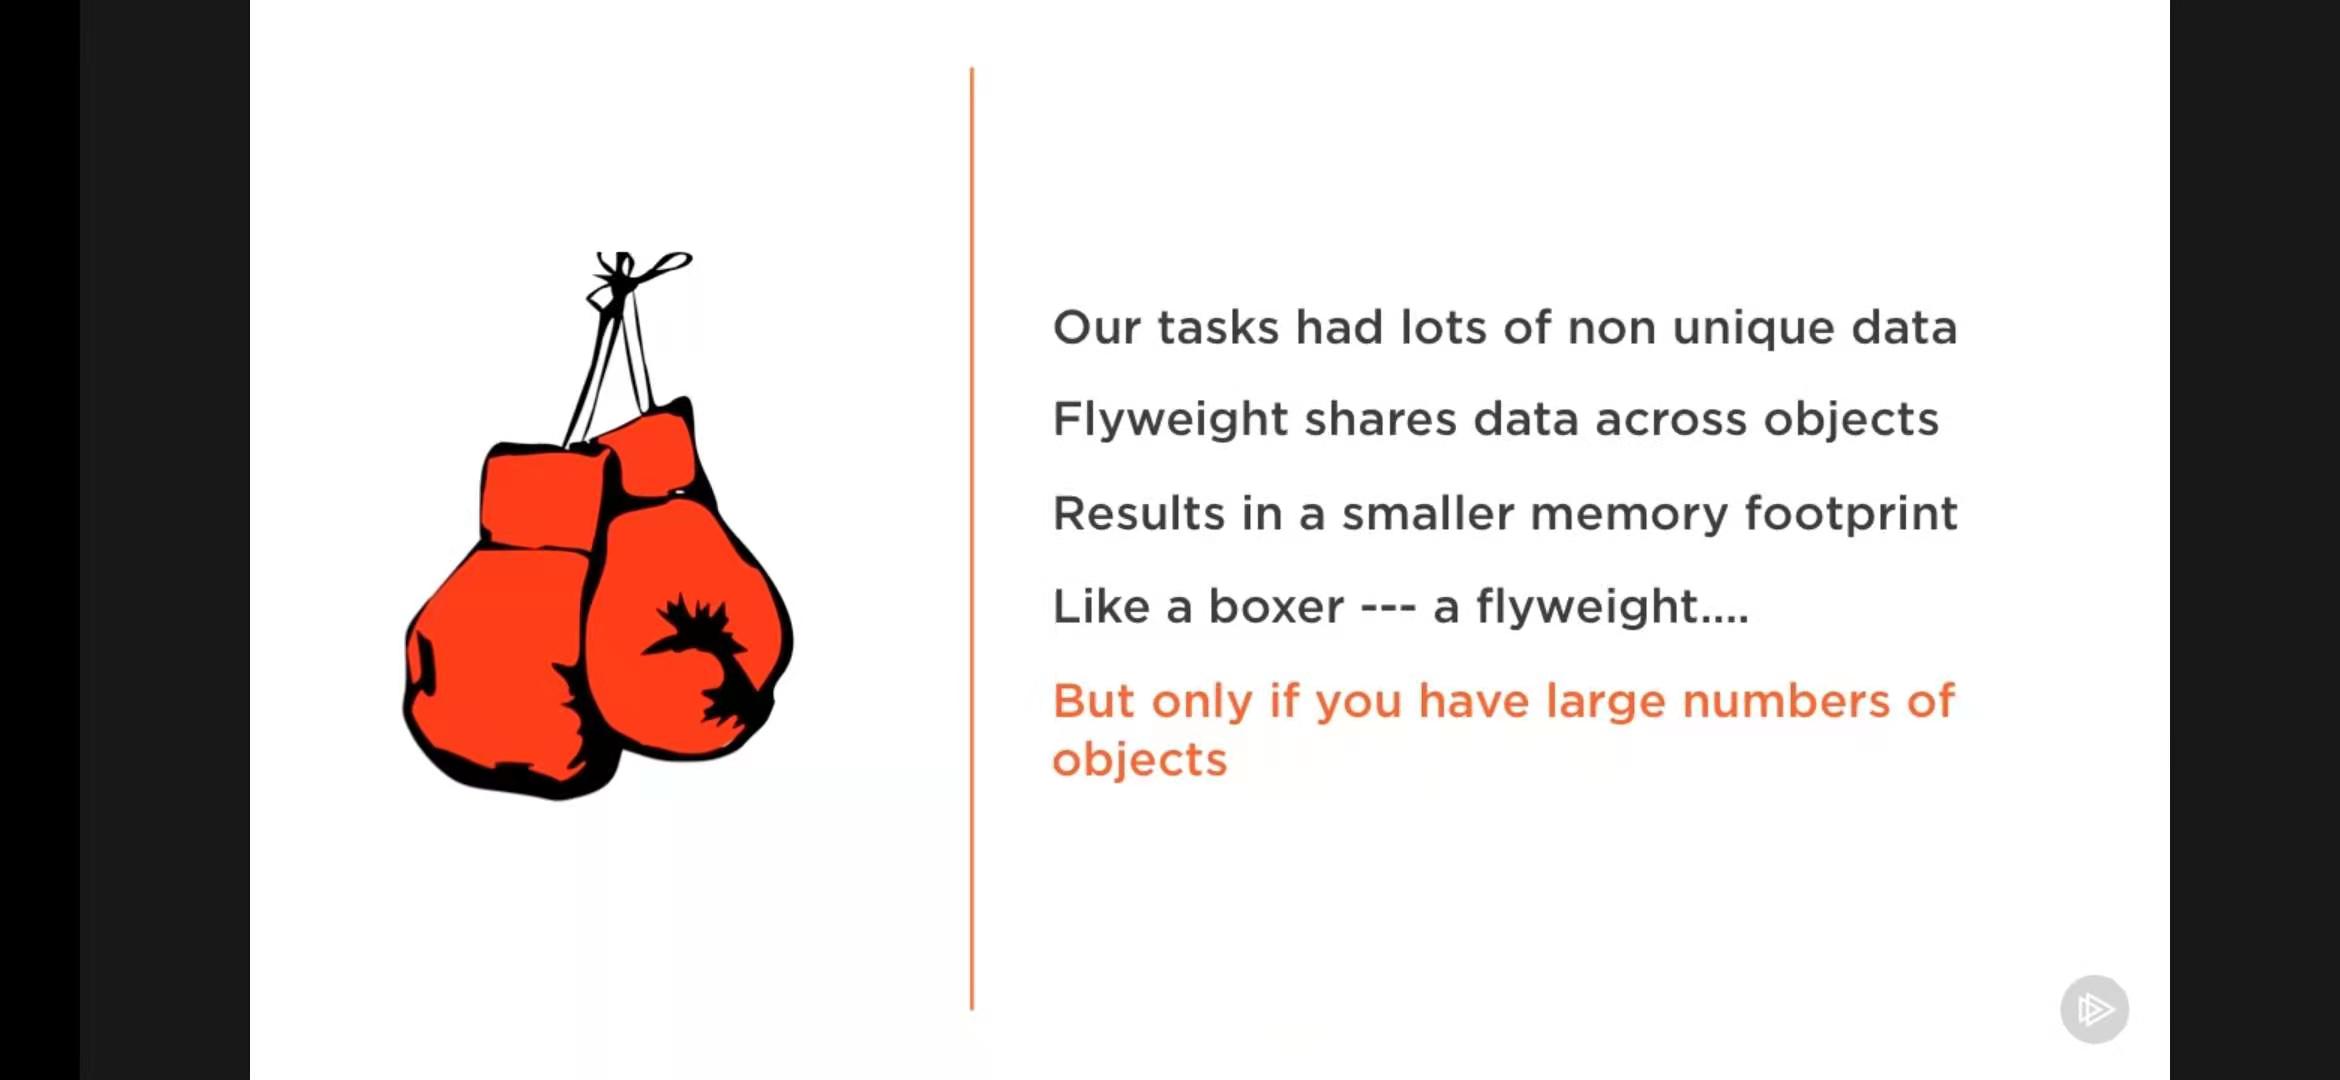 Our tasks had lots of non unique data
Flyweight shares data across objects
Results in a smaller memory footprint
Like a boxer --- a flyweight....
But only if you have large numbers of
objects